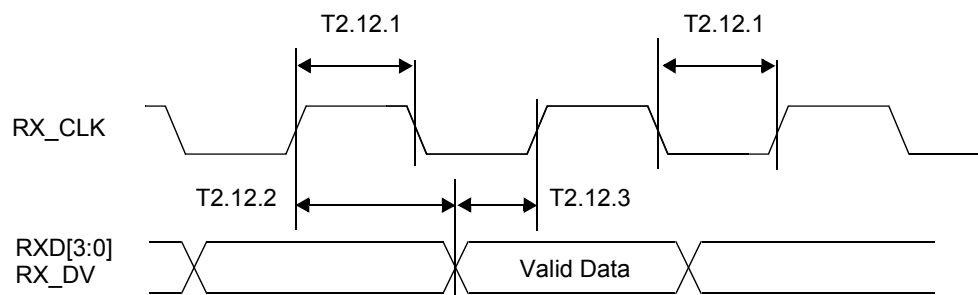 T2.12.1 T2.12.1
RX_CLK
T2.12.2 T2.12.3
RXD[3:0]
RX_DV
Valid Data